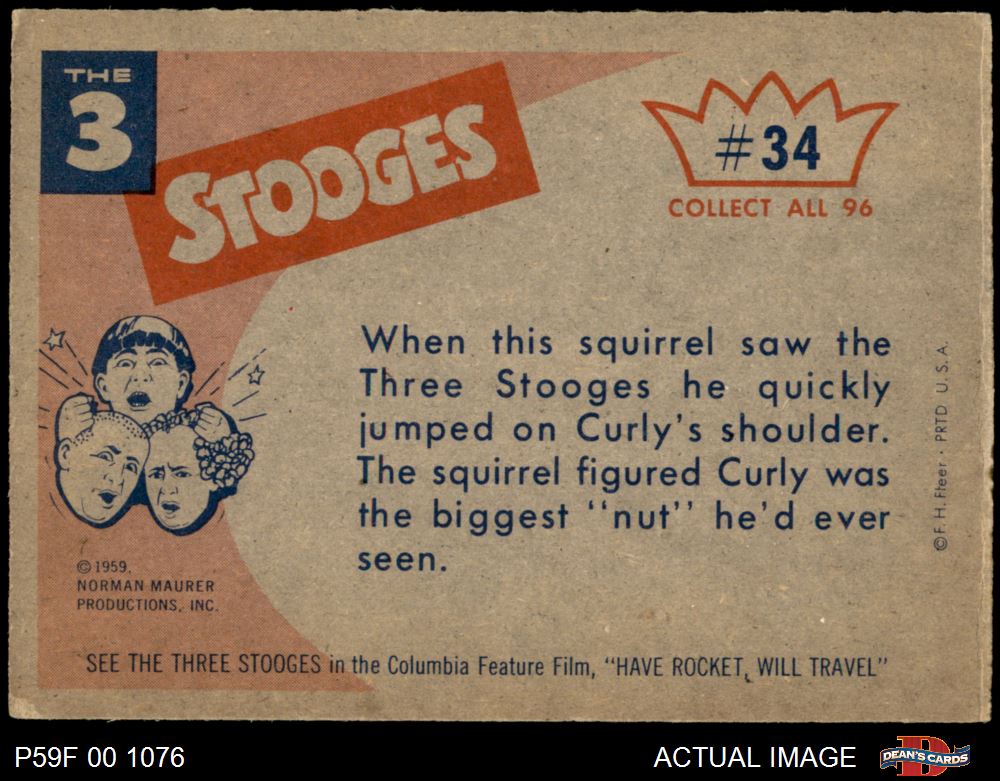 THE
3
STOOGES
#34
COLLECT ALL 96
When this squirrel saw the
Three Stooges he quickly
jumped on Curly's shoulder.
The squirrel figured Curly was
the biggest "nut" he'd ever
seen.
© F. H. Fleer • PRTD U. S. A.
© 1959,
NORMAN MAURER
PRODUCTIONS, INC.
SEE THE THREE STOOGES in the Columbia Feature Film, "HAVE ROCKET, WILL TRAVEL"
P59F 00 1076
ACTUAL IMAGE
DEAN'S CARDS